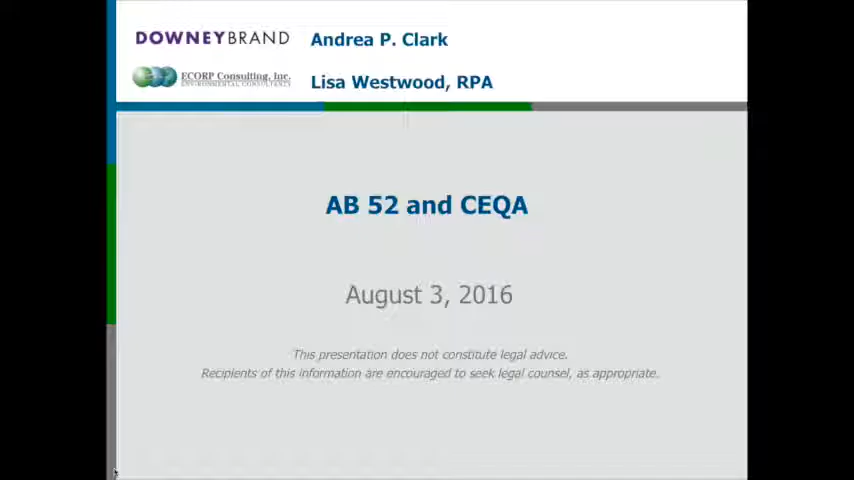 DOWNEYBRAND
Andrea P. Clark
ECORP Consulting, Inc.
ENVIRONMENTAL CONSULTANTS
Lisa Westwood, RPA
AB 52 and CEQA
August 3, 2016
This presentation does not constitute legal advice.
Recipients of this information are encouraged to seek legal counsel, as appropriate.